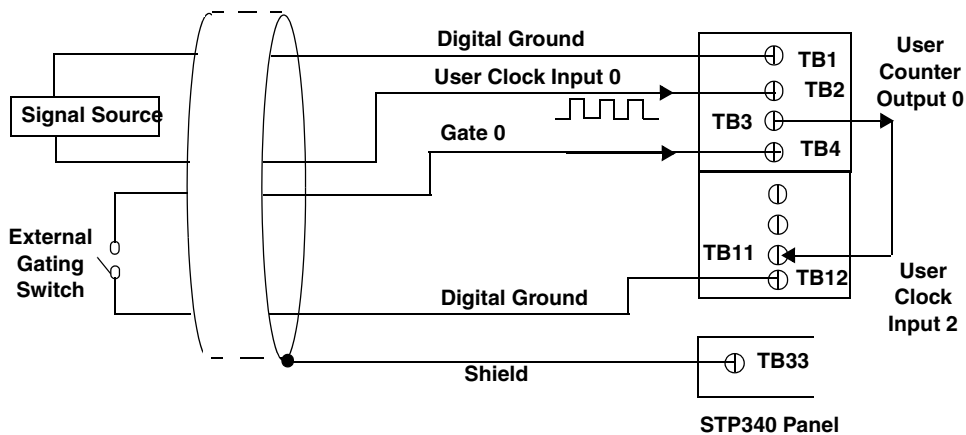 Digital Ground
User Clock Input 0
Gate 0
Signal Source
External
Gating
Switch
Digital Ground
Shield
TB1
TB2
TB3
TB4
TB11
TB12
TB33
STP340 Panel
User
Counter
Output 0
User
Clock
Input 2